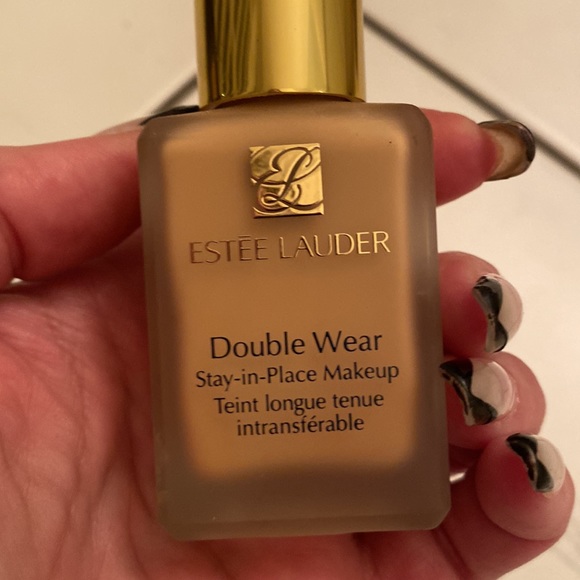 EL
ESTĒE LAUDER
Double Wear
Stay-in-Place Makeup
Teint longue tenue
intransférable